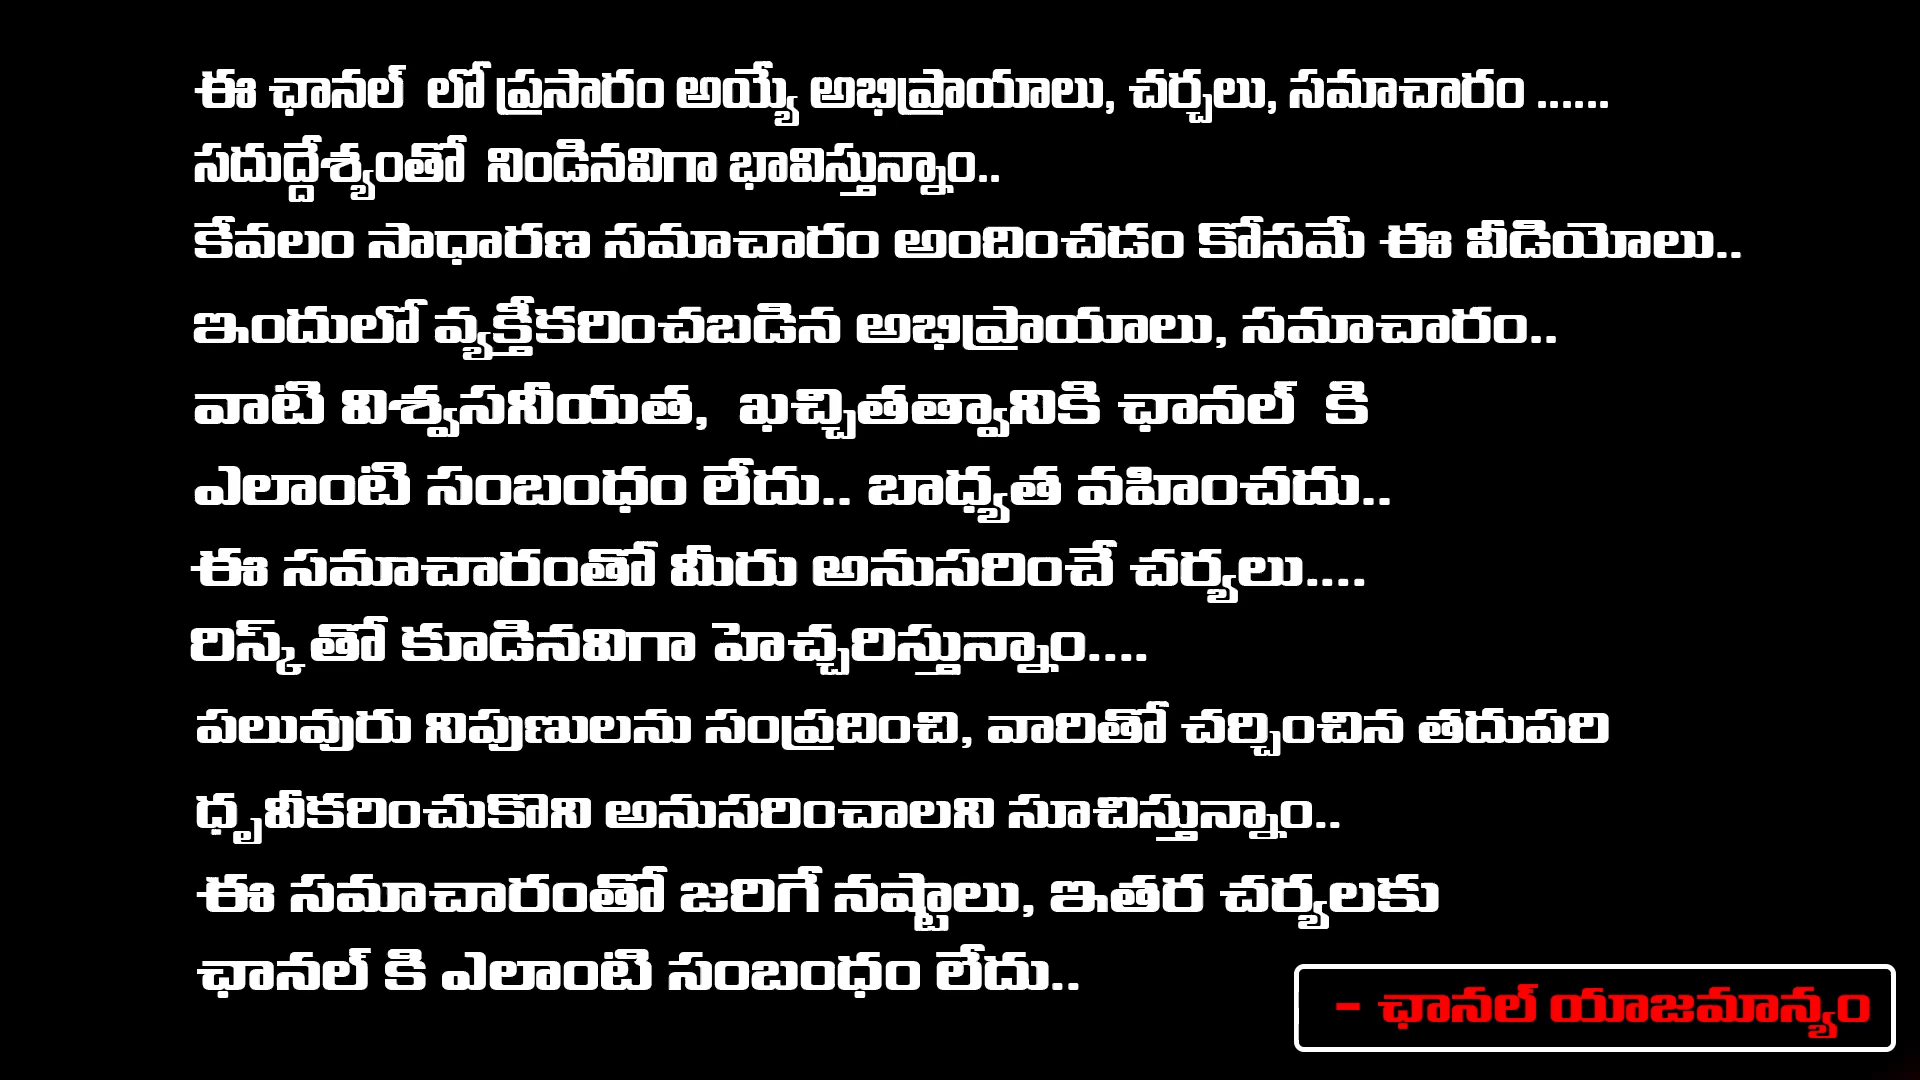 ఈ ఛానల్ లో ప్రసారం అయ్యే అభిప్రాయాలు, చర్చలు, సమాచారం ......
సదుద్దేశ్యంతో నిండినవిగా భావిస్తున్నాం..
కేవలం సాధారణ సమాచారం అందించడం కోసమే ఈ వీడియోలు..
ఇందులో వ్యక్తీకరించబడిన అభిప్రాయాలు, సమాచారం..
వాటి విశ్వసనీయత, ఖచ్చితత్వానికి ఛానల్ కి
ఎలాంటి సంబంధం లేదు.. బాధ్యత వహించదు..
ఈ సమాచారంతో మీరు అనుసరించే చర్యలు....
రిస్క్ తో కూడినవిగా హెచ్చరిస్తున్నాం....
పలువురు నిపుణులను సంప్రదించి, వారితో చర్చించిన తదుపరి
ధృవీకరించుకొని అనుసరించాలని సూచిస్తున్నాం..
ఈ సమాచారంతో జరిగే నష్టాలు, ఇతర చర్యలకు
ఛానల్ కి ఎలాంటి సంబంధం లేదు..
- ఛానల్ యాజమాన్యం